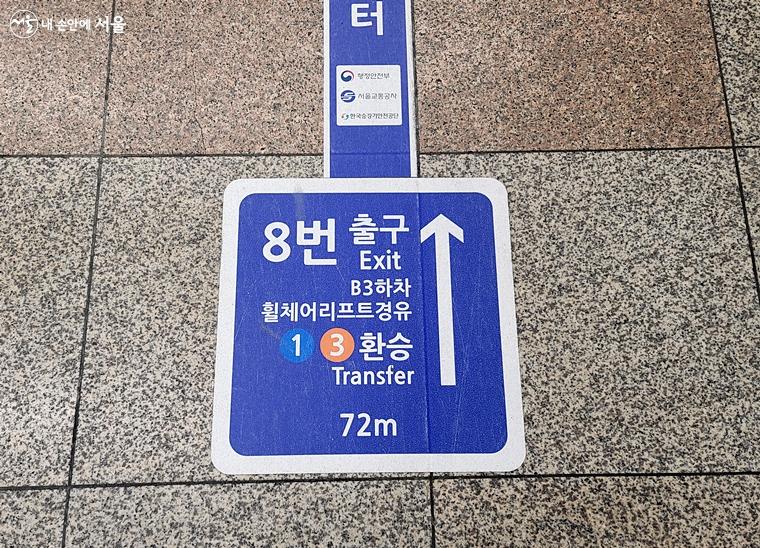 서울 내 손안에 서울
터
행정안전부
서울교통공사
한국승강기안전공단
8번 출구
Exit
B3하차
휠체어리프트경유
1 3 환승
Transfer
72m